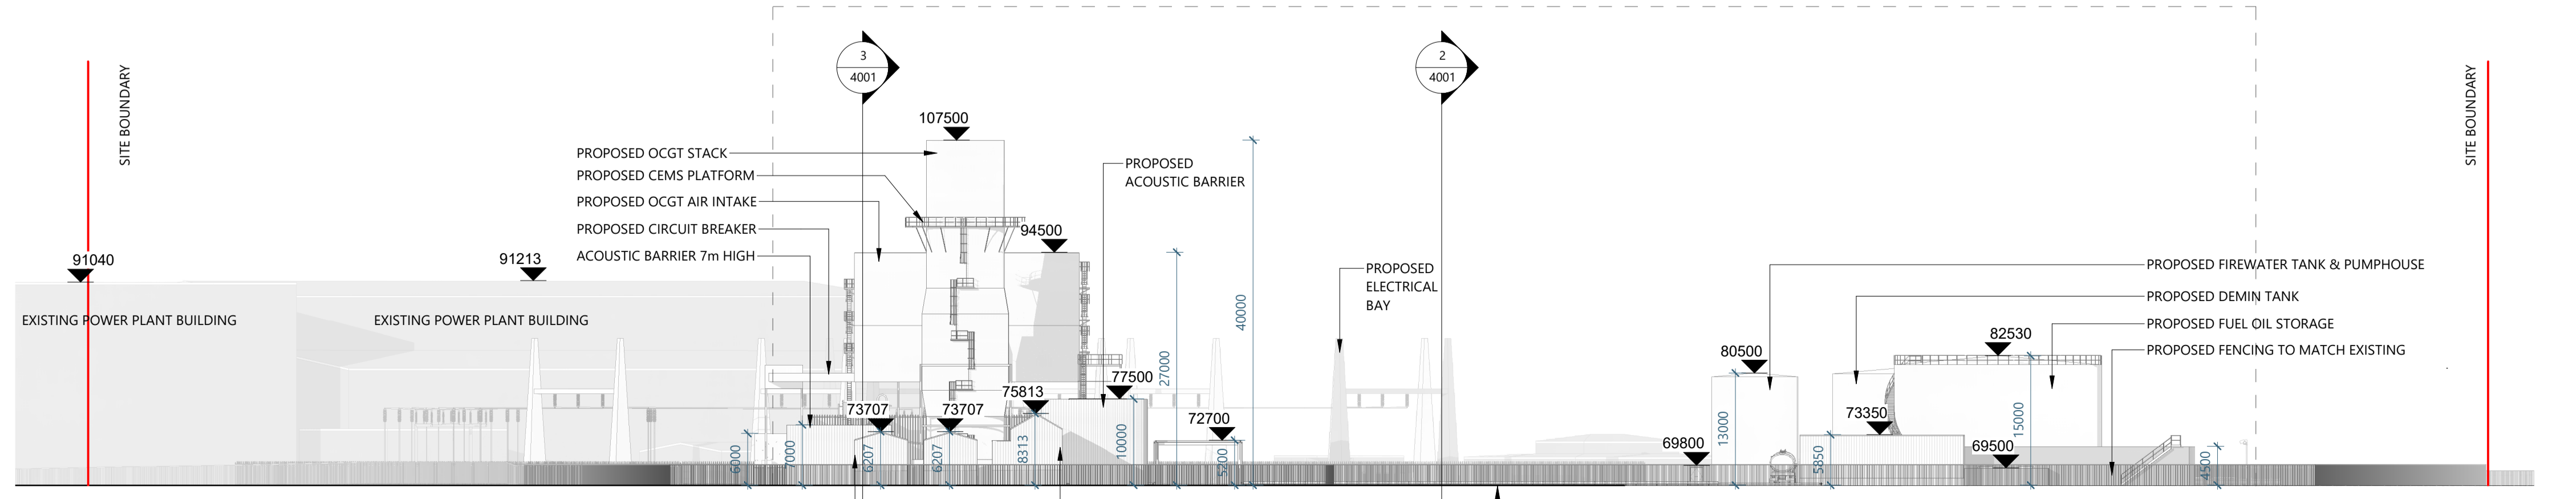 SITE BOUNDARY
3
4001
2
4001
SITE BOUNDARY
107500
PROPOSED OCGT STACK
PROPOSED CEMS PLATFORM
PROPOSED OCGT AIR INTAKE
PROPOSED CIRCUIT BREAKER
ACOUSTIC BARRIER 7m HIGH
PROPOSED
ACOUSTIC BARRIER
94500
91040
91213
EXISTING POWER PLANT BUILDING
EXISTING POWER PLANT BUILDING
40000
27000
PROPOSED
ELECTRICAL
BAY
PROPOSED FIREWATER TANK & PUMPHOUSE
PROPOSED DEMIN TANK
PROPOSED FUEL OIL STORAGE
PROPOSED FENCING TO MATCH EXISTING
82530
80500
77500
75813
73707
73707
72700
73350
69800
69500
6000
7000
6207
6207
8313
10000
5200
13000
5850
15000
4500